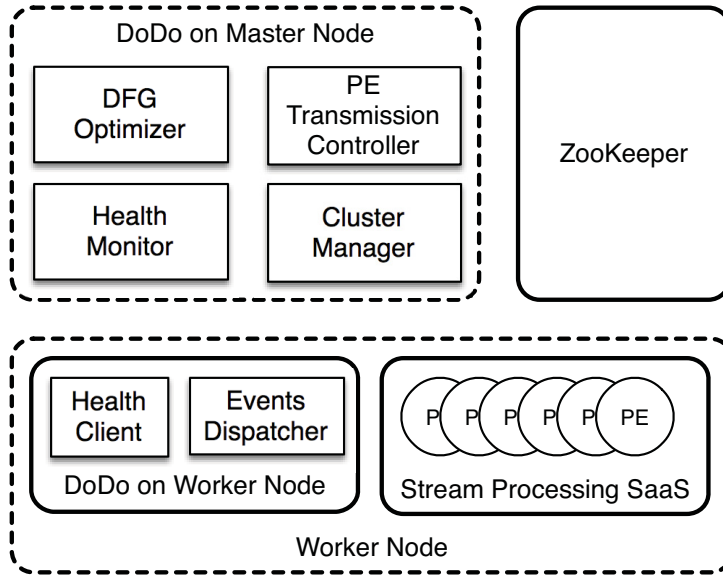 DoDo on Master Node
DFG
Optimizer
PE
Transmission
Controller
Health
Monitor
Cluster
Manager
ZooKeeper
Health
Client
Events
Dispatcher
DoDo on Worker Node
P P P P P PE
Stream Processing SaaS
Worker Node